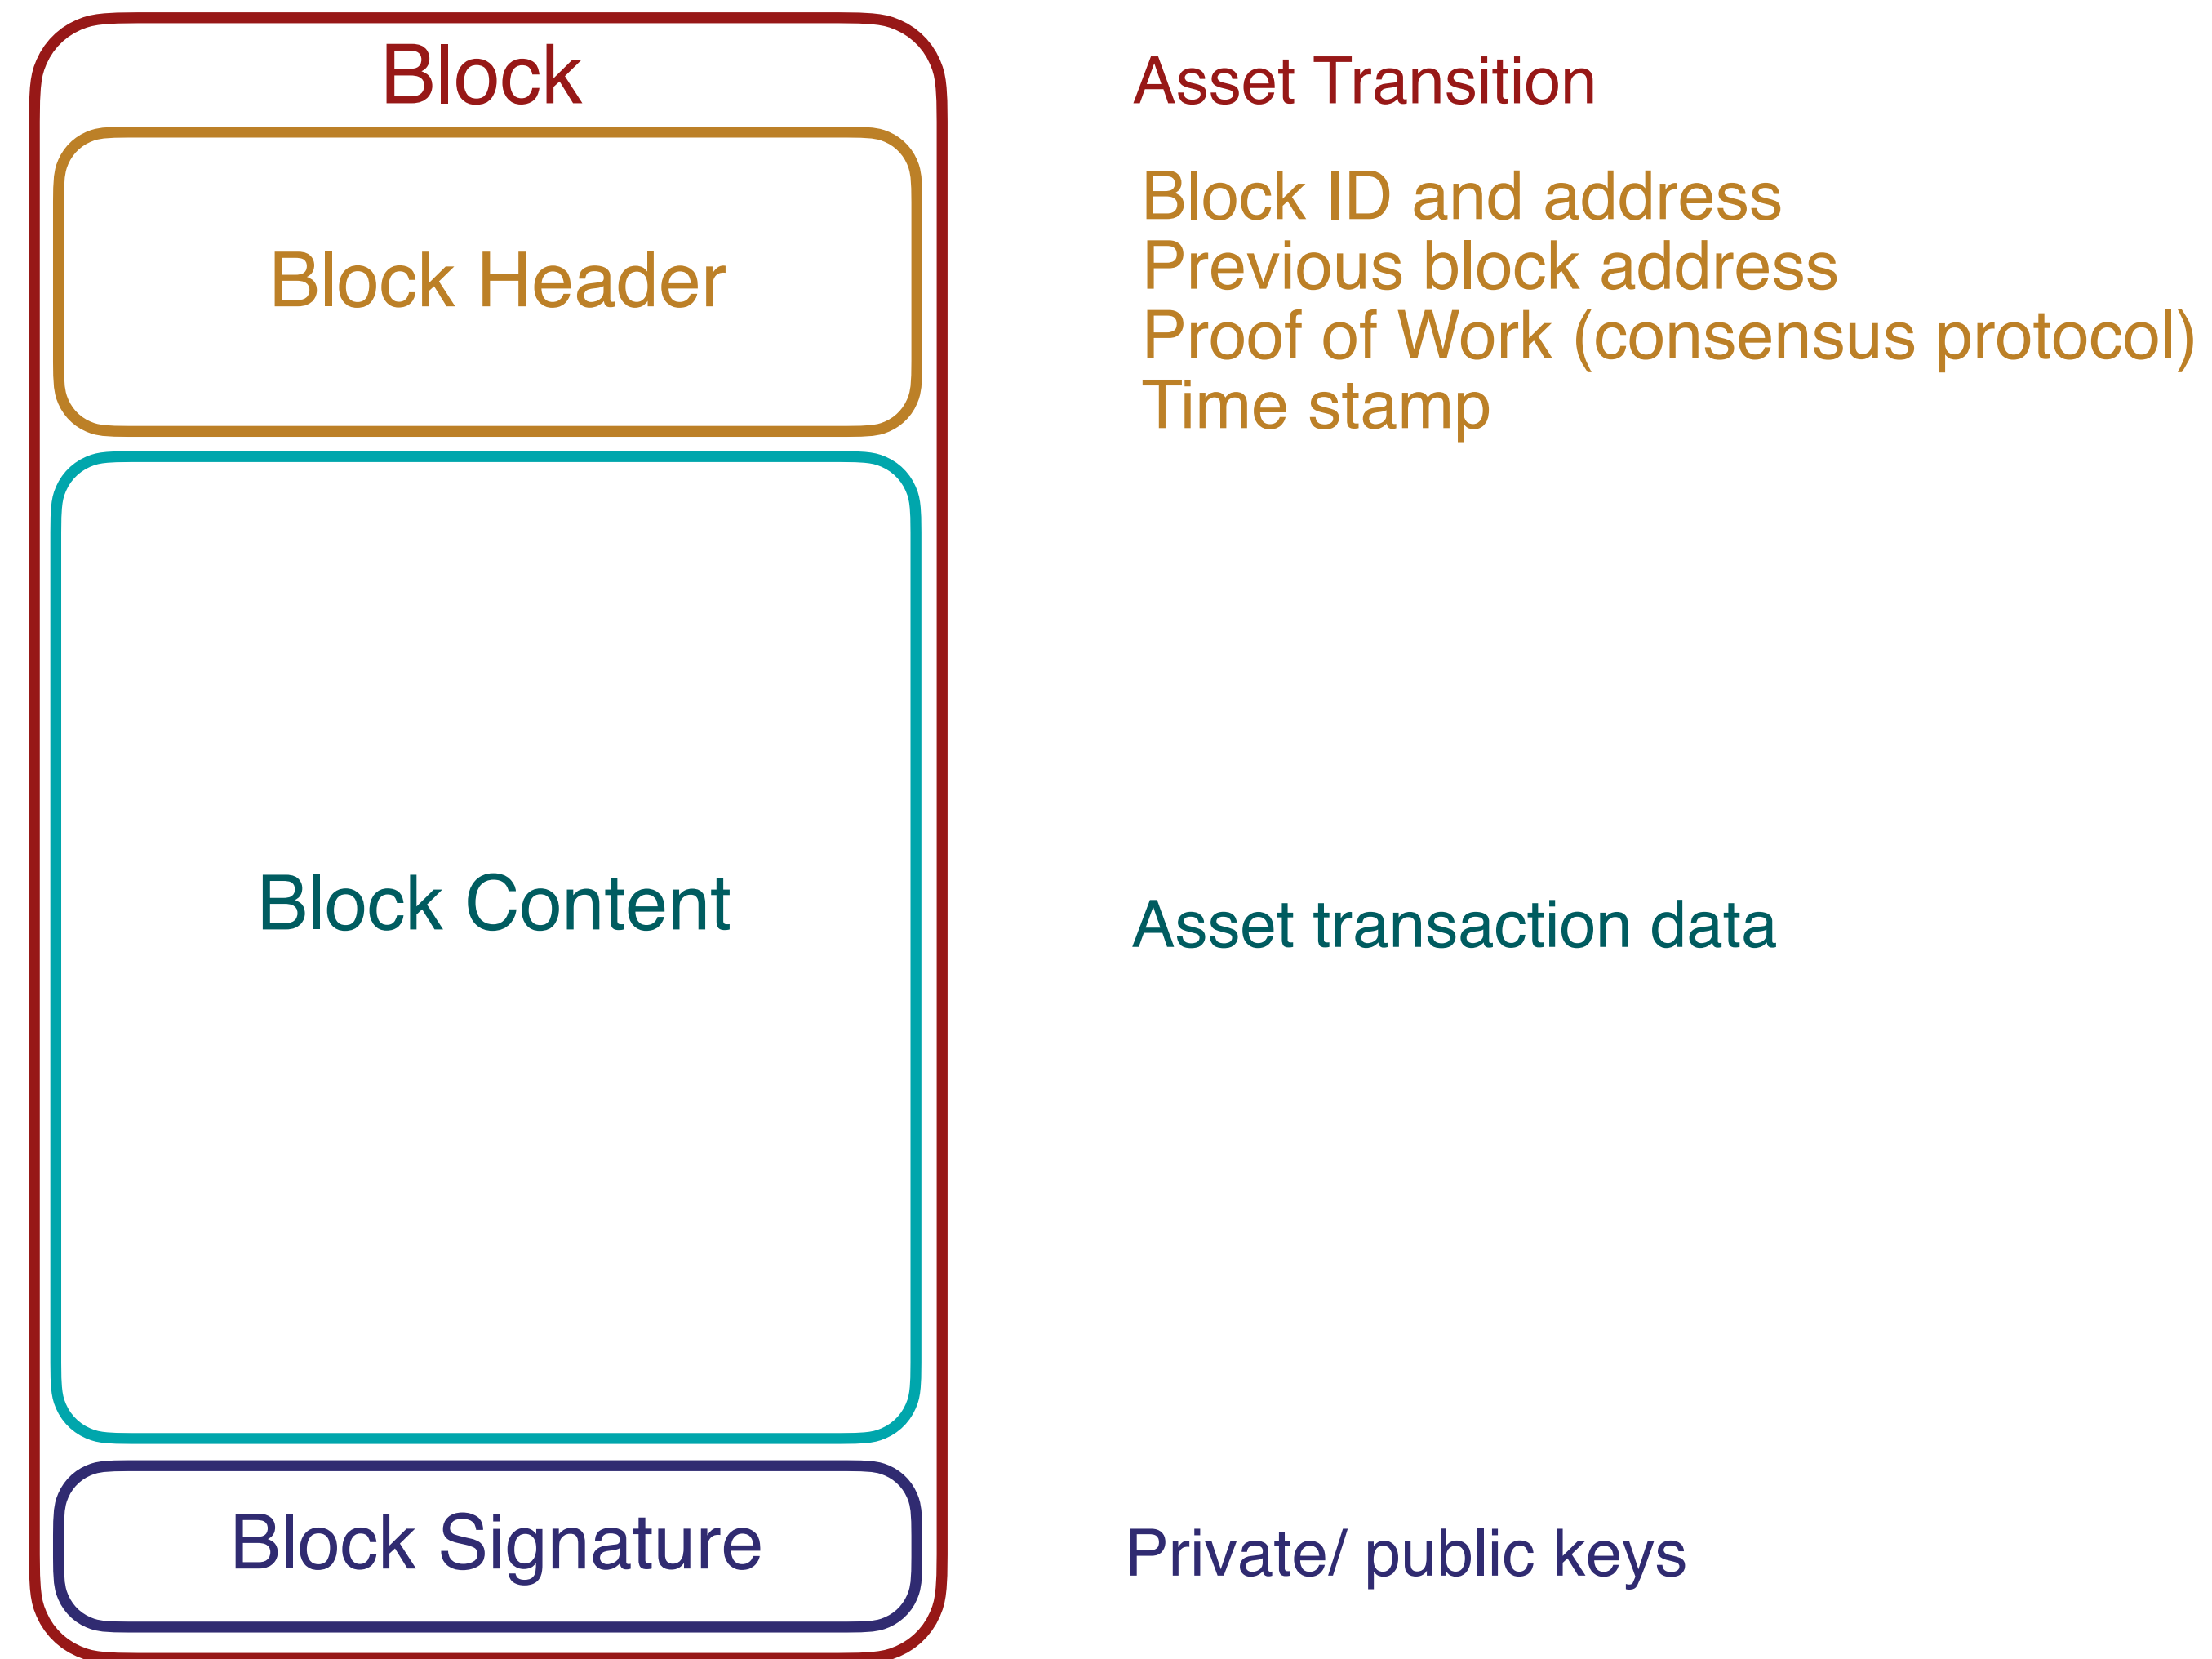 Block
Asset Transition
Block Header
Block ID and address
Previous block address
Proof of Work (consensus protocol)
Time stamp
Block Content
Asset transaction data
Block Signature
Private/ public keys